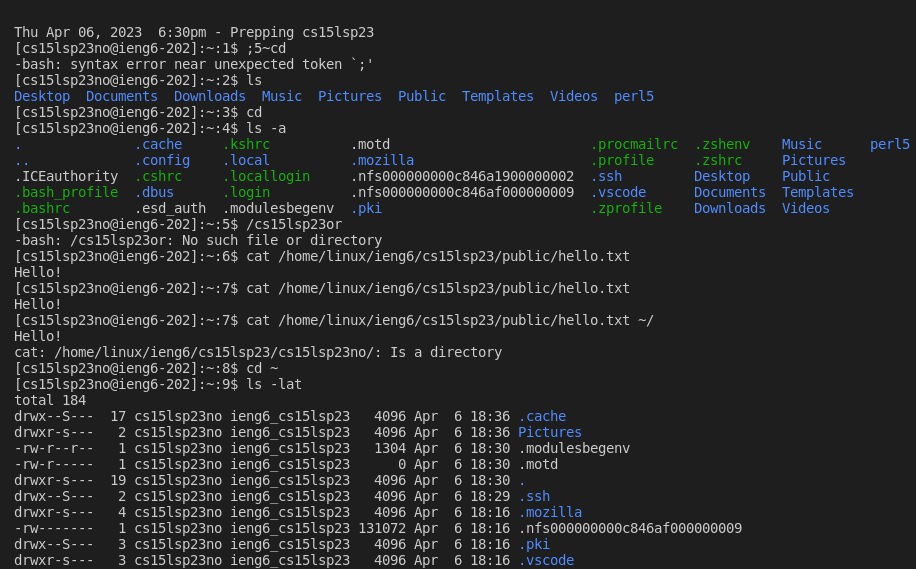 Thu Apr 06, 2023  6:30pm - Prepping cs15lsp23
[cs15lsp23no@ieng6-202]:~:1$ ;5~cd
-bash: syntax error near unexpected token `;'
[cs15lsp23no@ieng6-202]:~:2$ ls
Desktop  Documents  Downloads  Music  Pictures  Public  Templates  Videos  perl5
[cs15lsp23no@ieng6-202]:~:3$ cd
[cs15lsp23no@ieng6-202]:~:4$ ls -a
.              .cache     .kshrc          .motd                         .procmailrc  .zshenv    Music      perl5
..             .config    .local          .mozilla                      .profile     .zshrc     Pictures
.ICEauthority  .cshrc     .locallogin     .nfs000000000c846a1900000002  .ssh         Desktop    Public
.bash_profile  .dbus      .login          .nfs000000000c846af000000009  .vscode      Documents  Templates
.bashrc        .esd_auth  .modulesbegenv  .pki                          .zprofile    Downloads  Videos
[cs15lsp23no@ieng6-202]:~:5$ /cs15lsp23or
-bash: /cs15lsp23or: No such file or directory
[cs15lsp23no@ieng6-202]:~:6$ cat /home/linux/ieng6/cs15lsp23/public/hello.txt
Hello!
[cs15lsp23no@ieng6-202]:~:7$ cat /home/linux/ieng6/cs15lsp23/public/hello.txt
Hello!
[cs15lsp23no@ieng6-202]:~:7$ cat /home/linux/ieng6/cs15lsp23/public/hello.txt ~/
Hello!
cat: /home/linux/ieng6/cs15lsp23/cs15lsp23no/: Is a directory
[cs15lsp23no@ieng6-202]:~:8$ cd ~
[cs15lsp23no@ieng6-202]:~:9$ ls -lat
total 184
drwx--S---  17 cs15lsp23no ieng6_cs15lsp23   4096 Apr  6 18:36 .cache
drwxr-s---   2 cs15lsp23no ieng6_cs15lsp23   4096 Apr  6 18:36 Pictures
-rw-r--r--   1 cs15lsp23no ieng6_cs15lsp23   1304 Apr  6 18:30 .modulesbegenv
-rw-r-----   1 cs15lsp23no ieng6_cs15lsp23      0 Apr  6 18:30 .motd
drwxr-s---  19 cs15lsp23no ieng6_cs15lsp23   4096 Apr  6 18:30 .
drwx--S---   2 cs15lsp23no ieng6_cs15lsp23   4096 Apr  6 18:29 .ssh
drwxr-s---   4 cs15lsp23no ieng6_cs15lsp23   4096 Apr  6 18:16 .mozilla
-rw-------   1 cs15lsp23no ieng6_cs15lsp23 131072 Apr  6 18:16 .nfs000000000c846af000000009
drwx--S---   3 cs15lsp23no ieng6_cs15lsp23   4096 Apr  6 18:16 .pki
drwxr-s---   3 cs15lsp23no ieng6_cs15lsp23   4096 Apr  6 18:16 .vscode